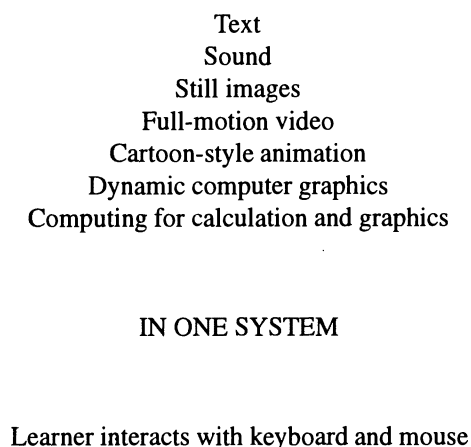 Text
Sound
Still images
Full-motion video
Cartoon-style animation
Dynamic computer graphics
Computing for calculation and graphics
IN ONE SYSTEM
Learner interacts with keyboard and mouse